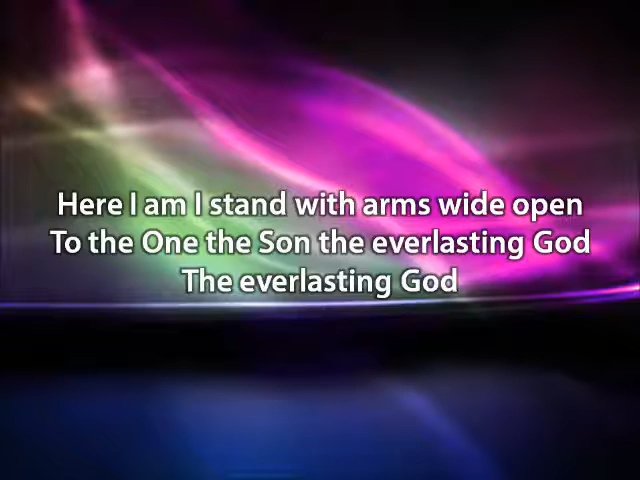 Here I am I stand with arms wide open
To the One the Son the everlasting God
The everlasting God